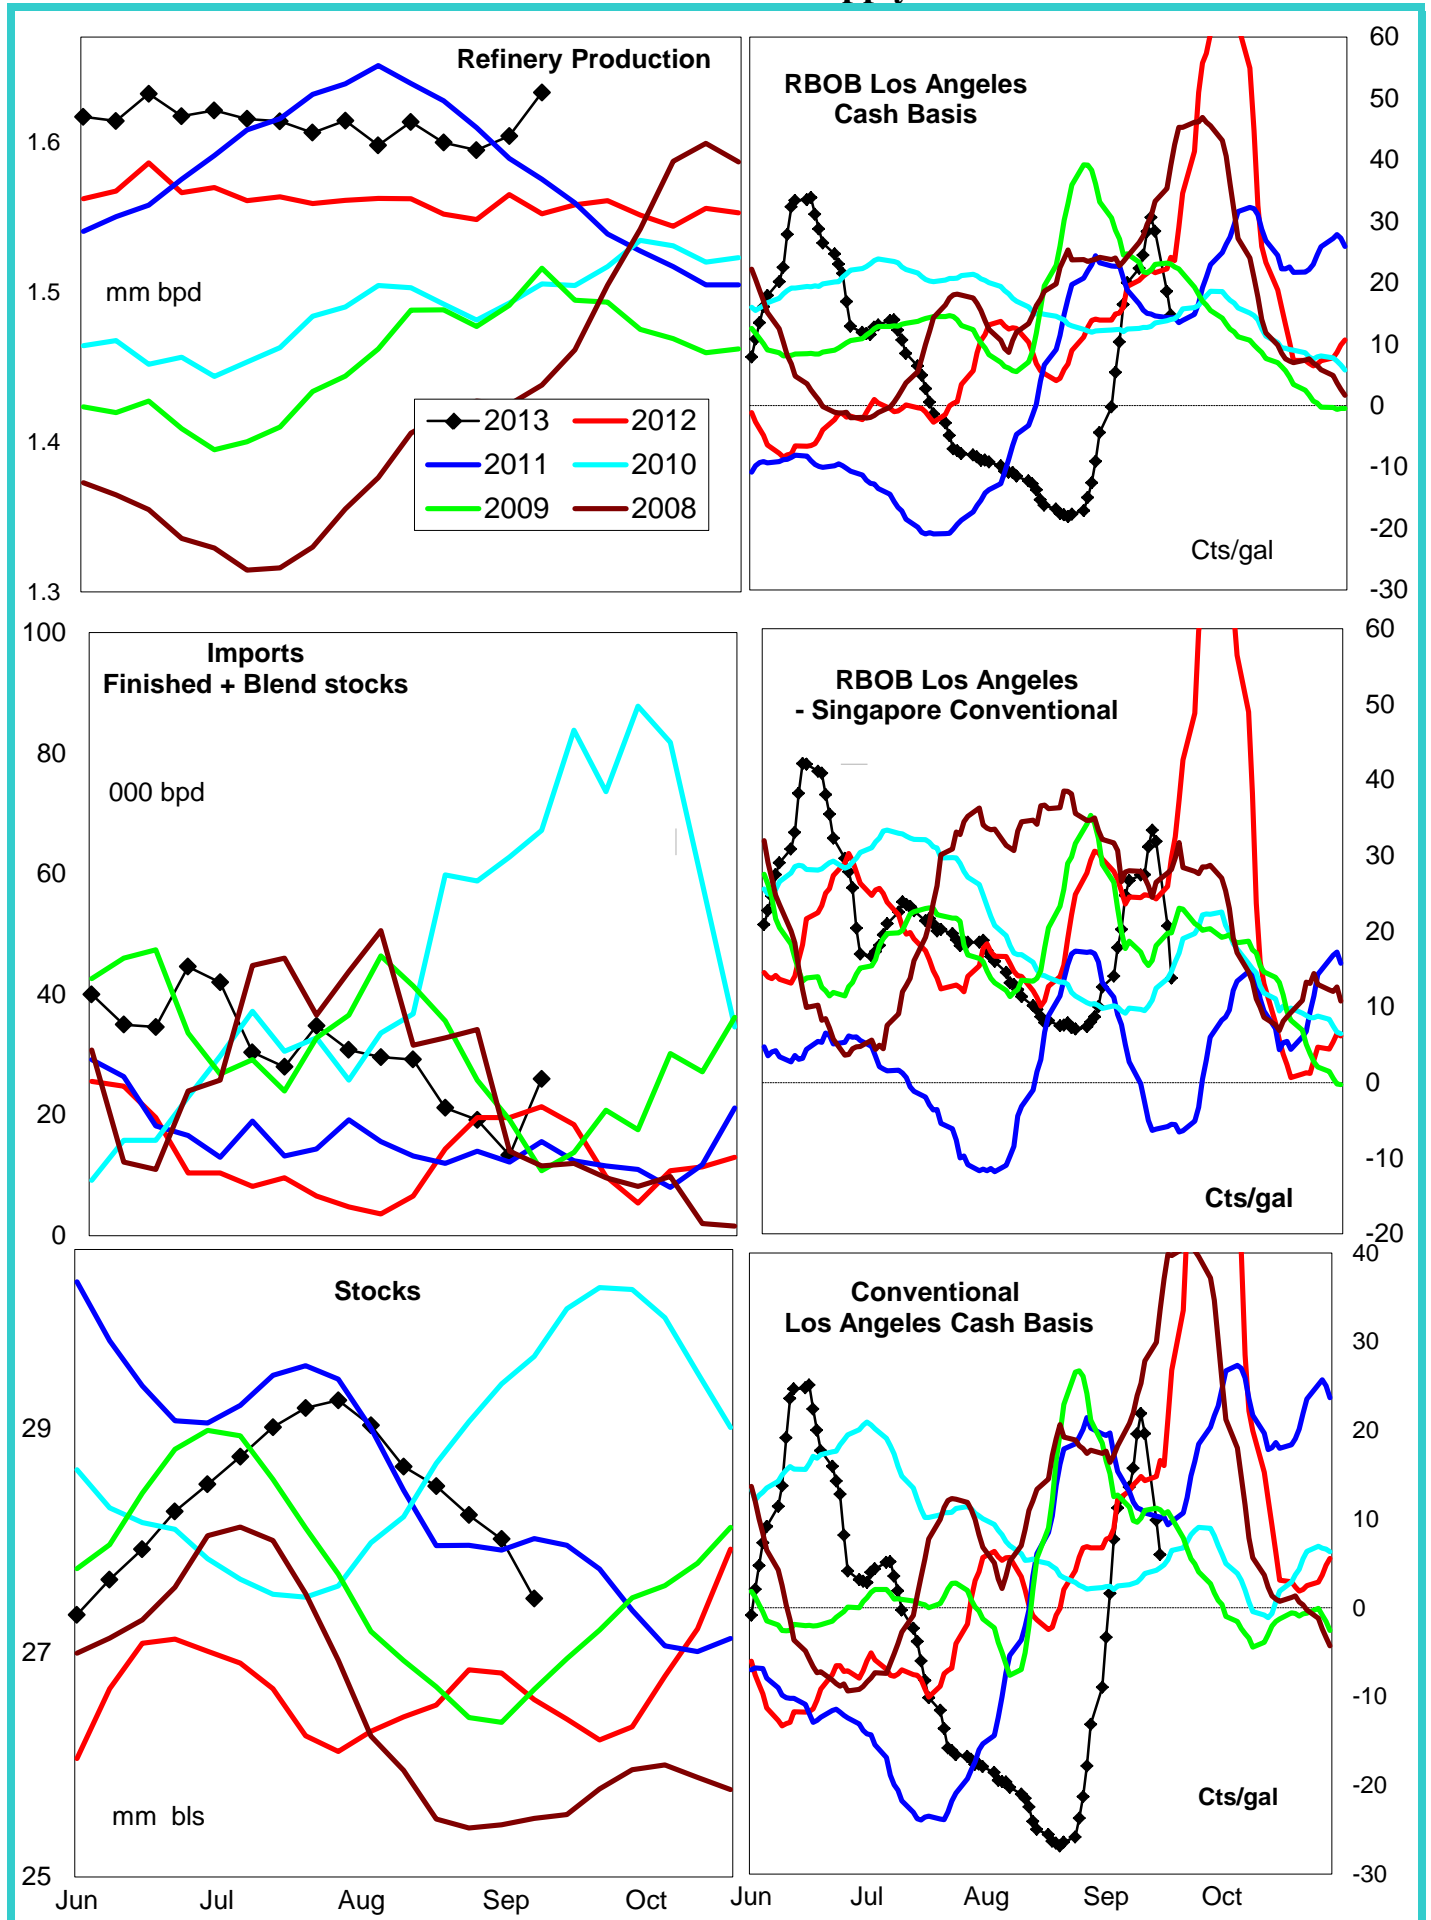 Refinery Production
1.6
mm bpd
1.5
1.4
1.3
2013
2012
2011
2010
2009
2008
RBOB Los Angeles
Cash Basis
60
50
40
30
20
10
0
-10
-20
-30
Cts/gal
Imports
Finished + Blend stocks
000 bpd
100
80
60
40
20
0
RBOB Los Angeles
- Singapore Conventional
60
50
40
30
20
10
0
-10
-20
Cts/gal
Stocks
29
27
25
mm bls
Jun
Jul
Aug
Sep
Oct
Conventional
Los Angeles Cash Basis
40
30
20
10
0
-10
-20
-30
Cts/gal
Jun
Jul
Aug
Sep
Oct